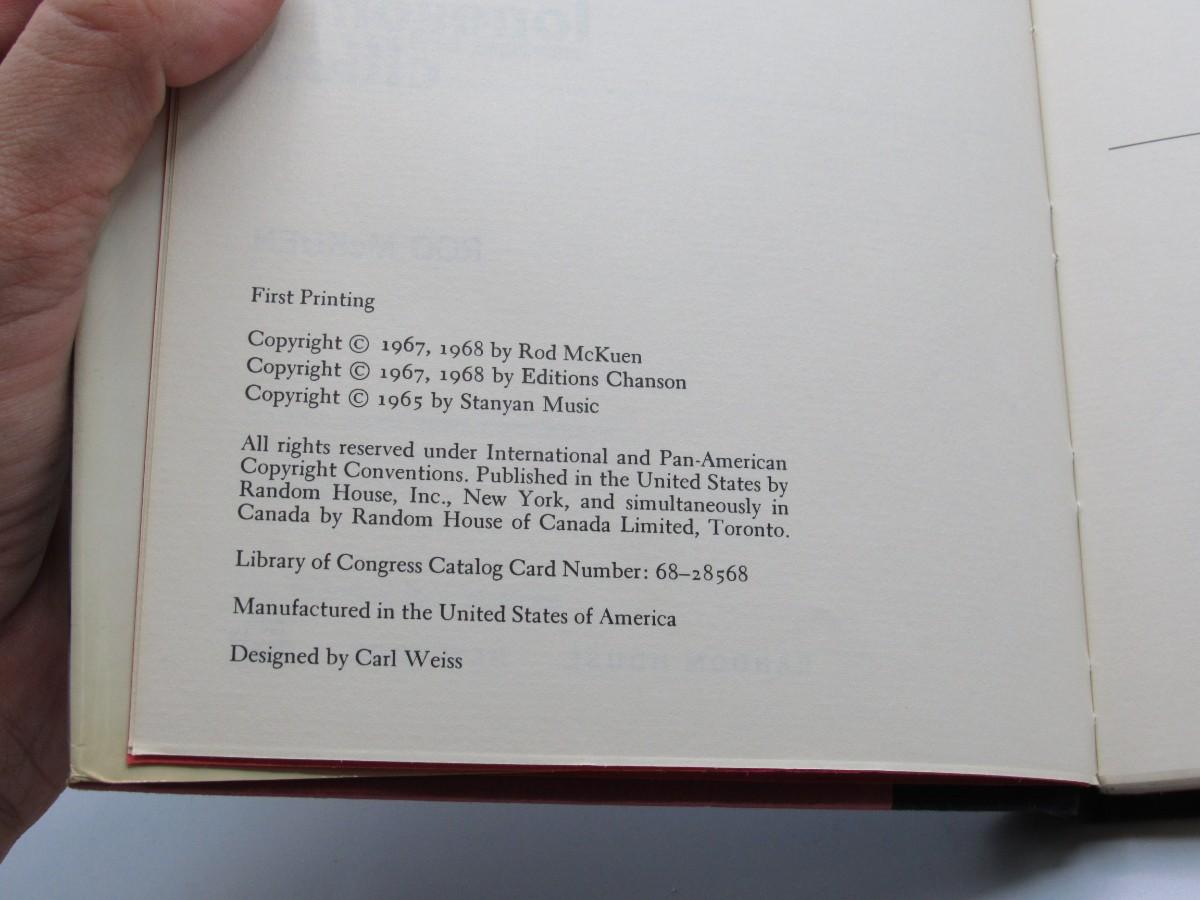 First Printing
Copyright © 1967, 1968 by Rod McKuen
Copyright © 1967, 1968 by Editions Chanson
Copyright © 1965 by Stanyan Music
All rights reserved under International and Pan-American
Copyright Conventions. Published in the United States by
Random House, Inc., New York, and simultaneously in
Canada by Random House of Canada Limited, Toronto.
Library of Congress Catalog Card Number: 68–28568
Manufactured in the United States of America
Designed by Carl Weiss